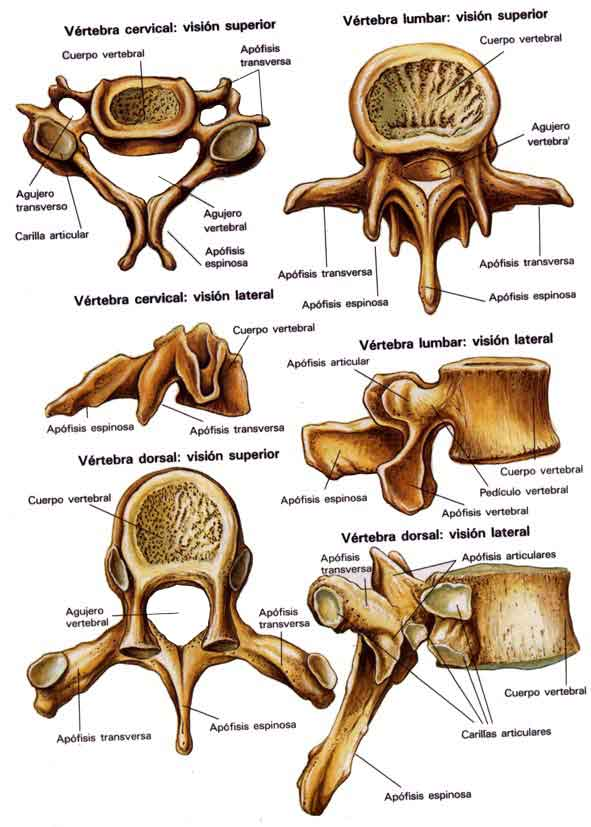 Vértebra cervical: visión superior
Cuerpo vertebral
Apófisis
transversa
Agujero
transverso
Carilla articular
Agujero
vertebral
Apófisis
espinosa
Vértebra lumbar: visión superior
Cuerpo vertebral
Agujero
vertebral
Apófisis transversa
Apófisis espinosa
Apófisis transversa
Apófisis espinosa
Vértebra cervical: visión lateral
Cuerpo vertebral
Apófisis espinosa
Apófisis transversa
Vértebra lumbar: visión lateral
Apófisis articular
Cuerpo vertebral
Pedículo vertebral
Apófisis espinosa
Apófisis vertebral
Vértebra dorsal: visión superior
Cuerpo vertebral
Agujero
vertebral
Apófisis
transversa
Apófisis transversa
Apófisis espinosa
Vértebra dorsal: visión lateral
Apófisis
transversa
Apófisis articulares
Cuerpo vertebral
Carillas articulares
Apófisis espinosa